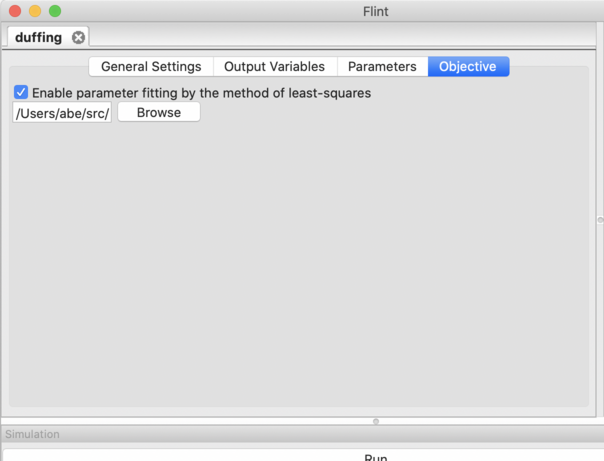 Flint
duffing
General Settings Output Variables Parameters Objective
Enable parameter fitting by the method of least-squares
/Users/abe/src/ Browse
Simulation
Run